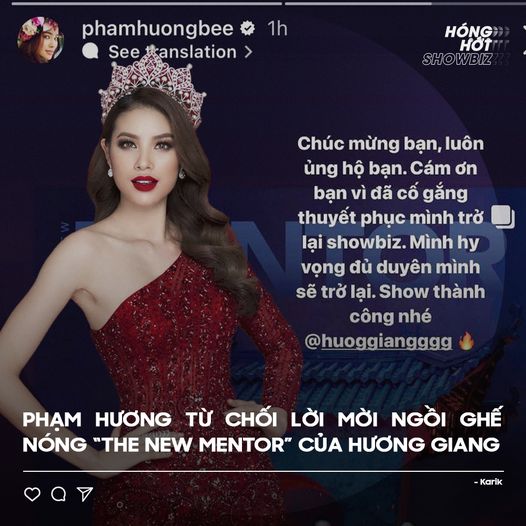 phamhuongbee 1h
See translation >
HÓNG
HỚT
SHOWBIZ
Chúc mừng bạn, luôn
ủng hộ bạn. Cám ơn
bạn vì đã cố gắng
thuyết phục mình trở
lại showbiz. Mình hy
vọng đủ duyên mình
sẽ trở lại. Show thành
công nhé
@huoggiangggg 🔥
PHẠM HƯƠNG TỪ CHỐI LỜI MỜI NGỒI GHẾ
NÓNG “THE NEW MENTOR” CỦA HƯƠNG GIANG
- Karik